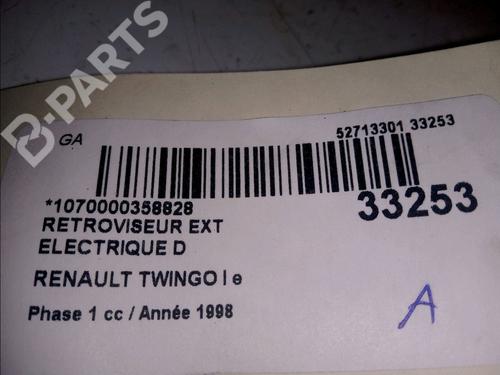 B-PARTS
GA
52713301 33253
*1070000358828
33253
RETROVISEUR EXT
ELECTRIQUE D
RENAULT TWINGO I e
Phase 1 cc / Année 1998
A